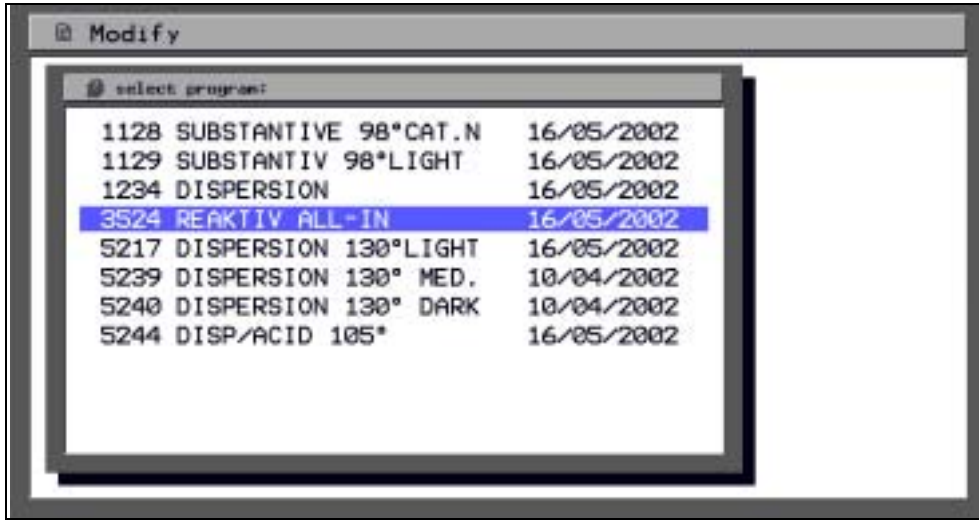 Modify
select program:
1128 SUBSTANTIVE 98°CAT.N 16/05/2002
1129 SUBSTANTIV 98°LIGHT 16/05/2002
1234 DISPERSION 16/05/2002
3524 REAKTIV ALL-IN 16/05/2002
5217 DISPERSION 130°LIGHT 16/05/2002
5239 DISPERSION 130° MED. 10/04/2002
5240 DISPERSION 130° DARK 10/04/2002
5244 DISP/ACID 105° 16/05/2002